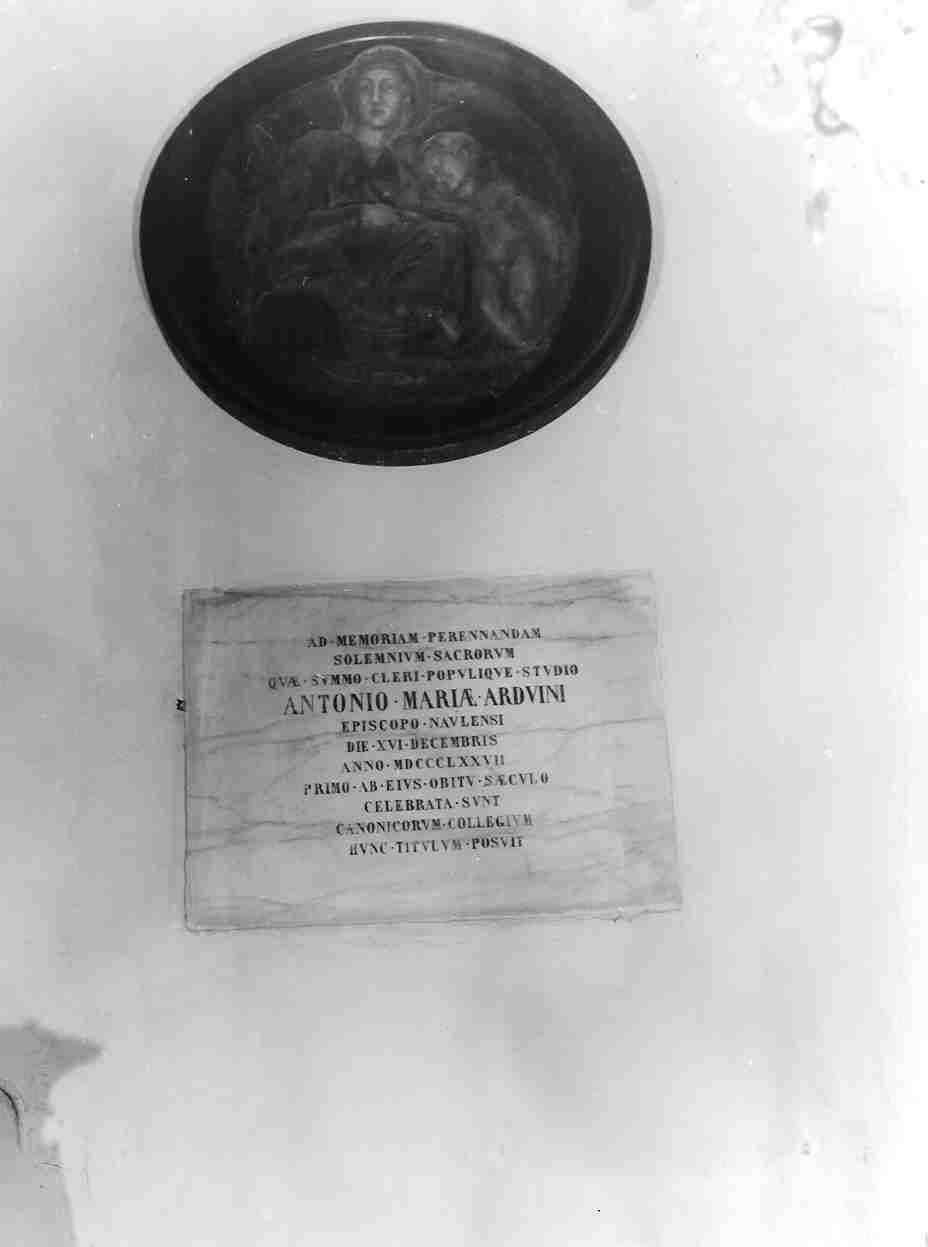 AD·MEMORIAM·PERENNANDAM
SOLEMNIVM·SACRORVM
QVÆ·SVMMO·CLERI·POPVLIQVE·STVDIO
ANTONIO·MARIÆ·ARDVINI
EPISCOPO·NAVLENSI
DIE·XVI·DECEMBRIS
ANNO·MDCCCLXXVII
PRIMO·AB·EIVS·OBITV·SÆCVLO
CELEBRATA·SVNT
CANONICORVM·COLLEGIVM
HVNC·TITVLVM·POSVIT